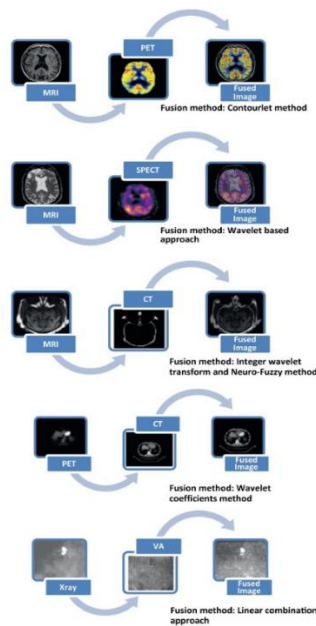 PET
MRI
Fused
Image
Fusion method: Contourlet method
SPECT
MRI
Fused
Image
Fusion method: Wavelet based
approach
CT
MRI
Fused
Image
Fusion method: Integer wavelet
transform and Neuro-Fuzzy method
CT
PET
Fused
Image
Fusion method: Wavelet
coefficients method
VA
Xray
Fused
Image
Fusion method: Linear combination
approach